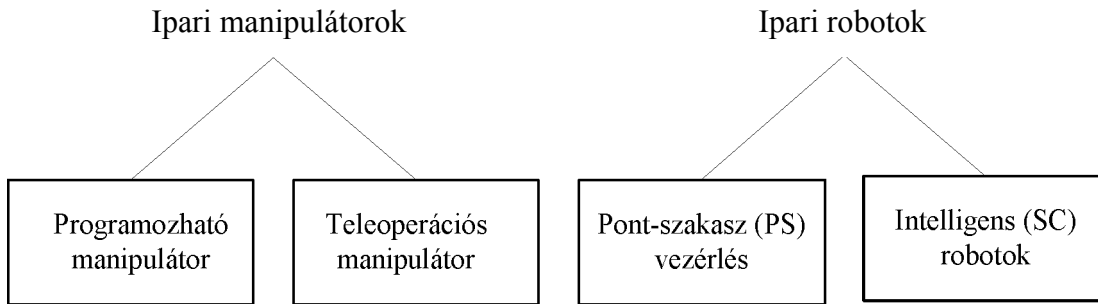 Ipari manipulátorok
Ipari robotok
Programozható
manipulátor
Teleoperációs
manipulátor
Pont-szakasz (PS)
vezérlés
Intelligens (SC)
robotok